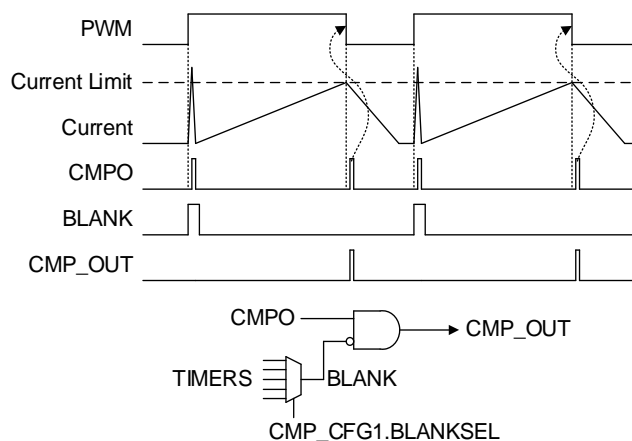 PWM
Current Limit
Current
CMPO
BLANK
CMP_OUT
CMPO
CMP_OUT
TIMERS
BLANK
CMP_CFG1.BLANKSEL